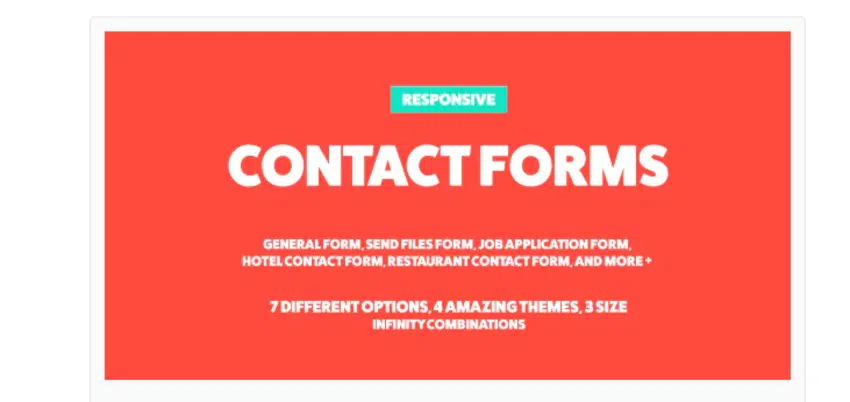 RESPONSIVE
CONTACT FORMS
GENERAL FORM, SEND FILES FORM, JOB APPLICATION FORM,
HOTEL CONTACT FORM, RESTAURANT CONTACT FORM, AND MORE +
7 DIFFERENT OPTIONS, 4 AMAZING THEMES, 3 SIZE
INFINITY COMBINATIONS